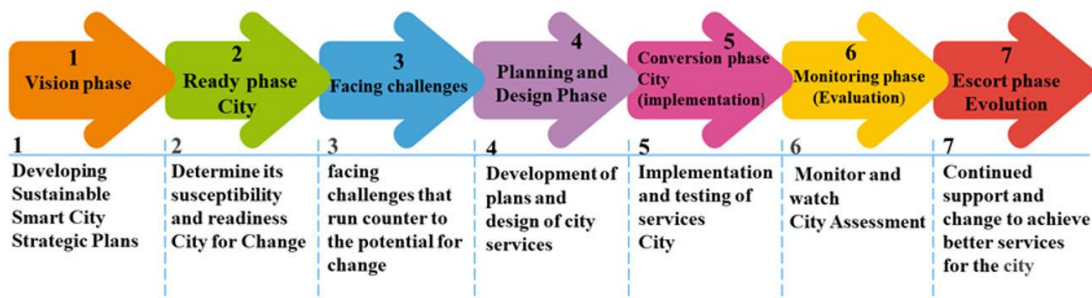 1
Vision phase
2
Ready phase
City
3
Facing challenges
4
Planning and
Design Phase
5
Conversion phase
City
(implementation)
6
Monitoring phase
(Evaluation)
7
Escort phase
Evolution
1
Developing
Sustainable
Smart City
Strategic Plans
2
Determine its
susceptibility
and readiness
City for Change
3
facing
challenges that
run counter to
the potential for
change
4
Development of
plans and
design of city
services
5
Implementation
and testing of
services
City
6
Monitor and
watch
City Assessment
7
Continued
support and
change to achieve
better services
for the city